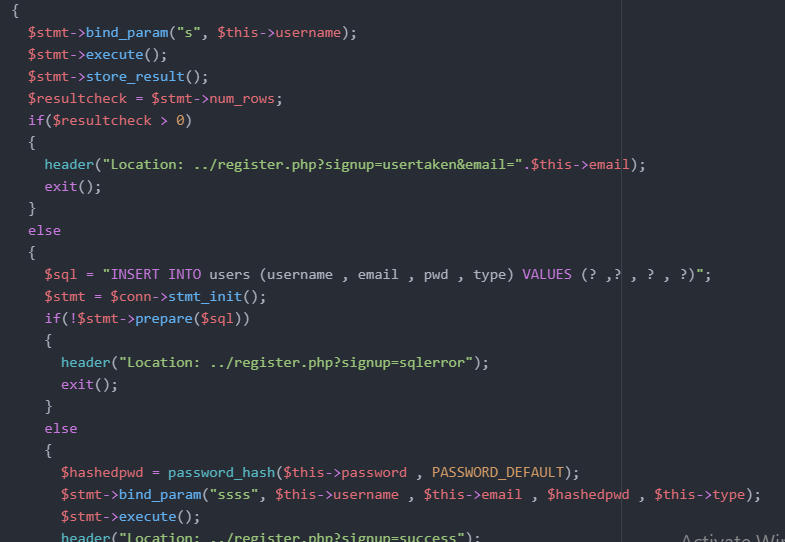 {
$stmt->bind_param("s", $this->username);
$stmt->execute();
$stmt->store_result();
$resultcheck = $stmt->num_rows;
if($resultcheck > 0)
{
header("Location: ../register.php?signup=usertaken&email=".$this->email);
exit();
}
else
{
$sql = "INSERT INTO users (username , email , pwd , type) VALUES (? ,? , ? , ?)";
$stmt = $conn->stmt_init();
if(!$stmt->prepare($sql))
{
header("Location: ../register.php?signup=sqlerror");
exit();
}
else
{
$hashedpwd = password_hash($this->password , PASSWORD_DEFAULT);
$stmt->bind_param("ssss", $this->username , $this->email , $hashedpwd , $this->type);
$stmt->execute();
header("Location: ../register.php?signup=success");
Activate Win